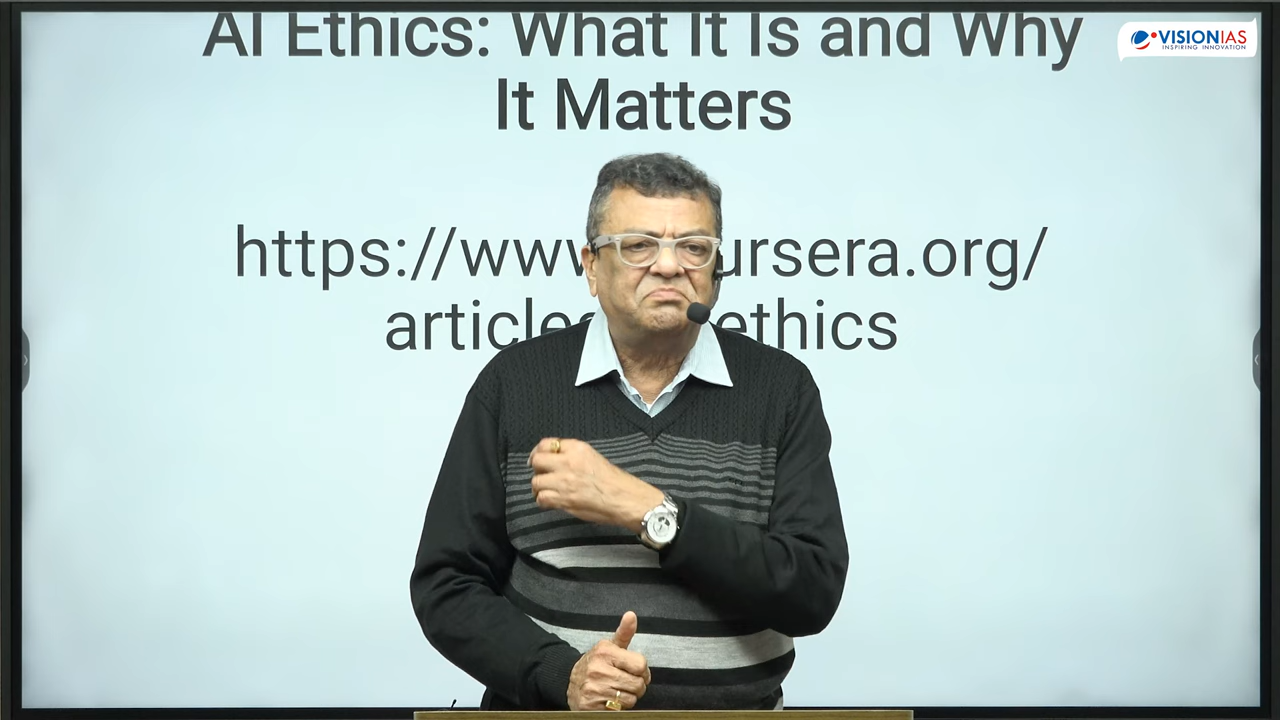 AI Ethics: What It Is and Why
It Matters
VISIONIAS
INSPIRING INNOVATION
https://www ursera.org/
article ethics